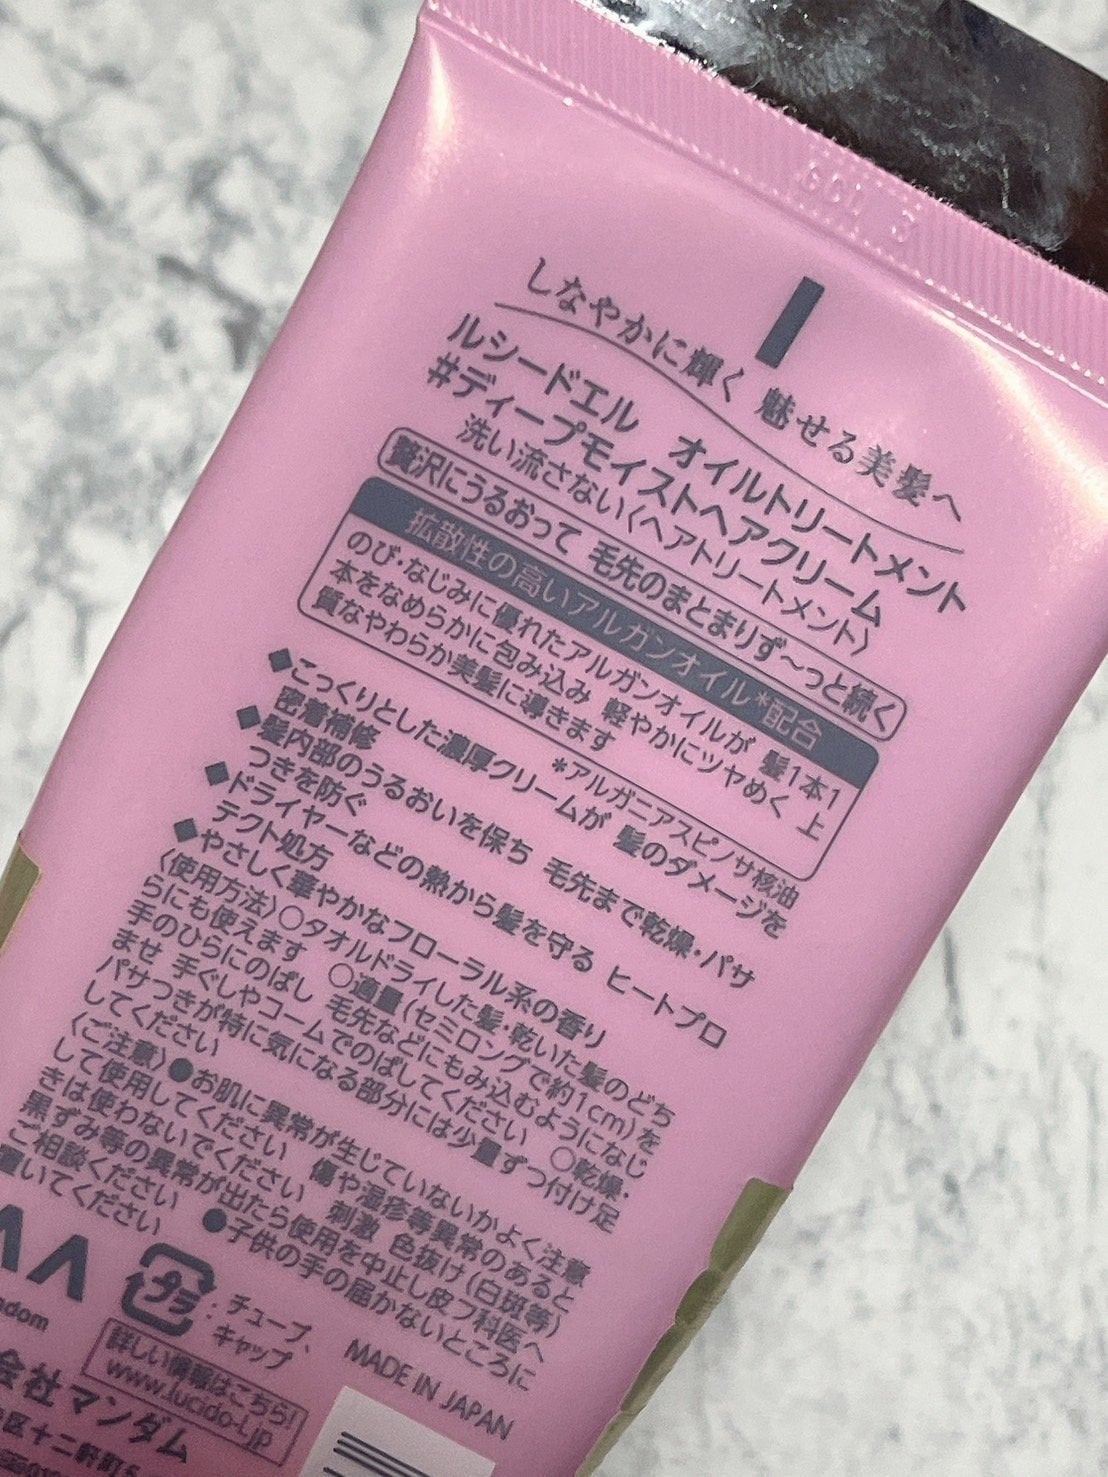 しなやかに輝く 魅せる美髪へ
ルシードエル オイルトリートメント
#ディープモイストヘアクリーム
洗い流さない〈ヘアトリートメント〉
贅沢にうるおって 毛先のまとまりず〜っと続く
拡散性の高いアルガンオイル*配合
のび・なじみに優れたアルガンオイルが 髪1本1
本をなめらかに包み込み 軽やかにツヤめく 上
質なやわらか美髪に導きます
*アルガニアスピノサ核油
◆こっくりとした濃厚クリームが 髪のダメージを
密着補修
◆髪内部のうるおいを保ち 毛先まで乾燥・パサ
つきを防ぐ
◆ドライヤーなどの熱から髪を守る ヒートプロ
テクト処方
◆やさしく華やかなフローラル系の香り
〈使用方法〉○タオルドライした髪・乾いた髪のどち
らにも使えます ○適量(セミロングで約1cm)を
手のひらにのばし 毛先などにもみ込むようになじ
ませ 手ぐしやコームでのばしてください ○乾燥・
パサつきが特に気になる部分には少量ずつ付け足
してください
〈ご注意〉●お肌に異常が生じていないかよく注意
して使用してください 傷や湿疹等異常のあると
きは使わないでください 刺激 色抜け(白斑等)
黒ずみ等の異常が出たら使用を中止し皮フ科医へ
ご相談ください ●子供の手の届かないところに
置いてください
プラ
:チューブ、
キャップ
MADE IN JAPAN
詳しい情報はこちら!
www.lucido-l.jp
会社マンダム
区十二軒町5